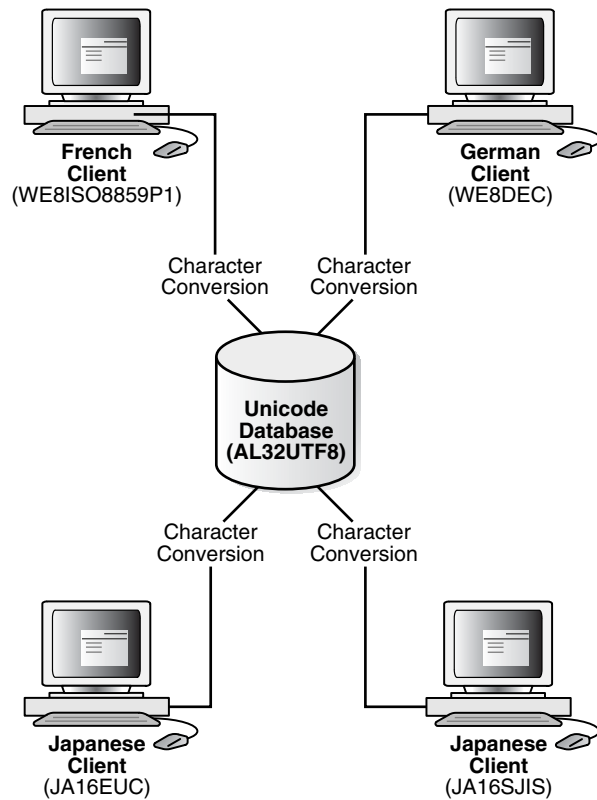 French
Client
(WE8ISO8859P1)
German
Client
(WE8DEC)
Character
Conversion
Character
Conversion
Unicode
Database
(AL32UTF8)
Character
Conversion
Character
Conversion
Japanese
Client
(JA16EUC)
Japanese
Client
(JA16SJIS)